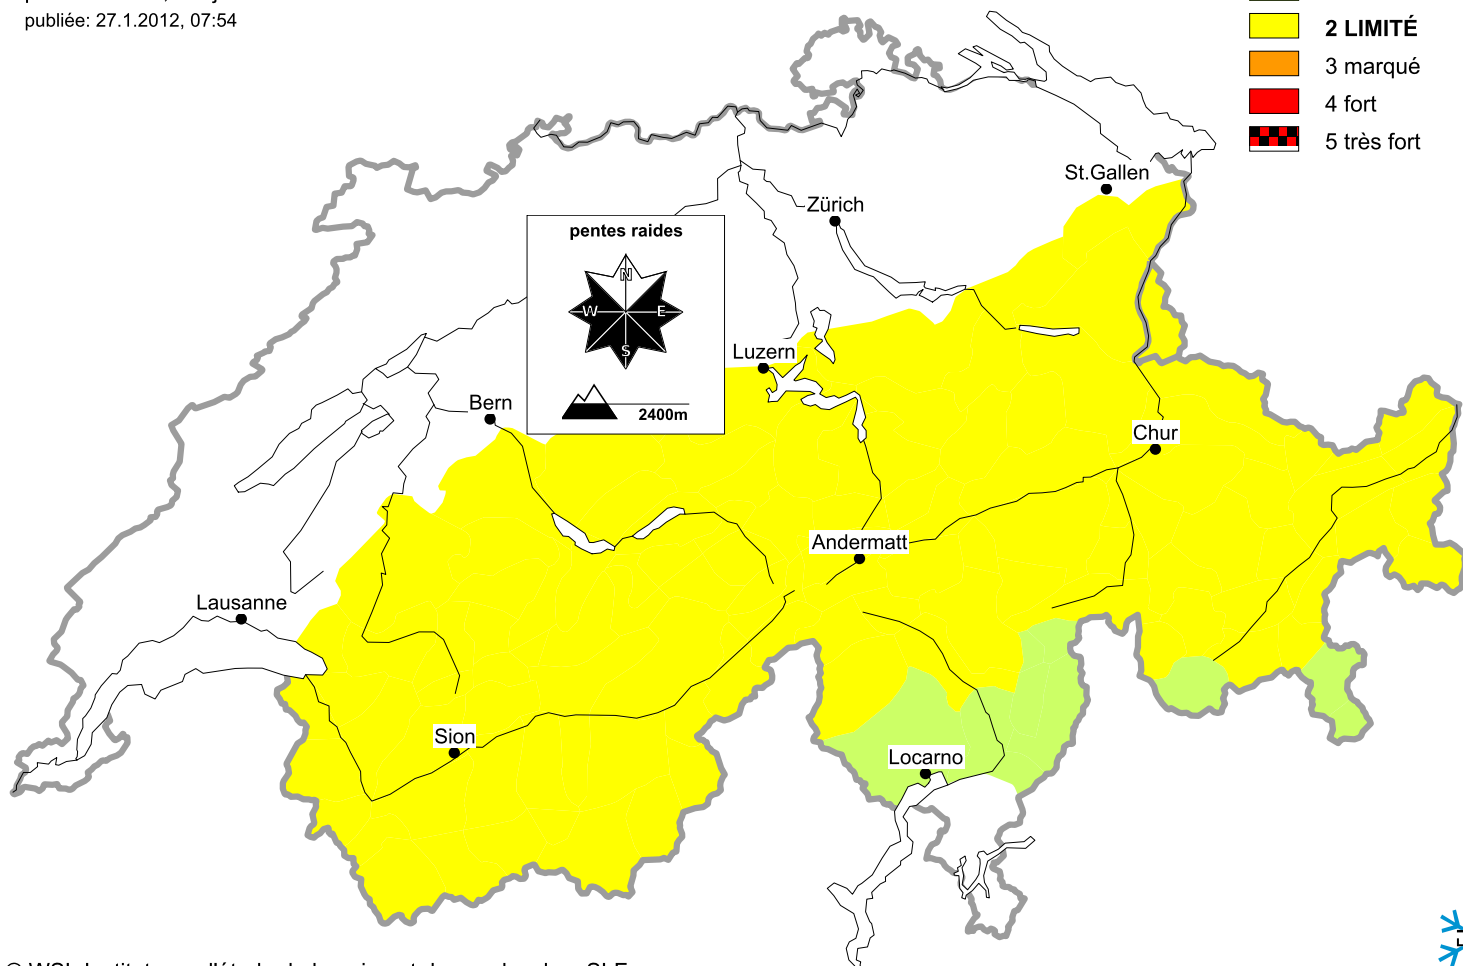 publiée: 27.1.2012, 07:54
2 LIMITÉ
3 marqué
4 fort
5 très fort
St.Gallen
Zürich
pentes raides
N
W E
S
2400m
Luzern
Bern
Chur
Andermatt
Lausanne
Sion
Locarno